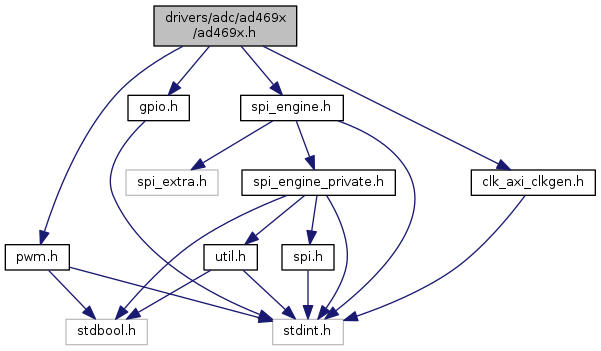 drivers/adc/ad469x
/ad469x.h
gpio.h
spi_engine.h
spi_extra.h
spi_engine_private.h
clk_axi_clkgen.h
pwm.h
util.h
spi.h
stdbool.h
stdint.h